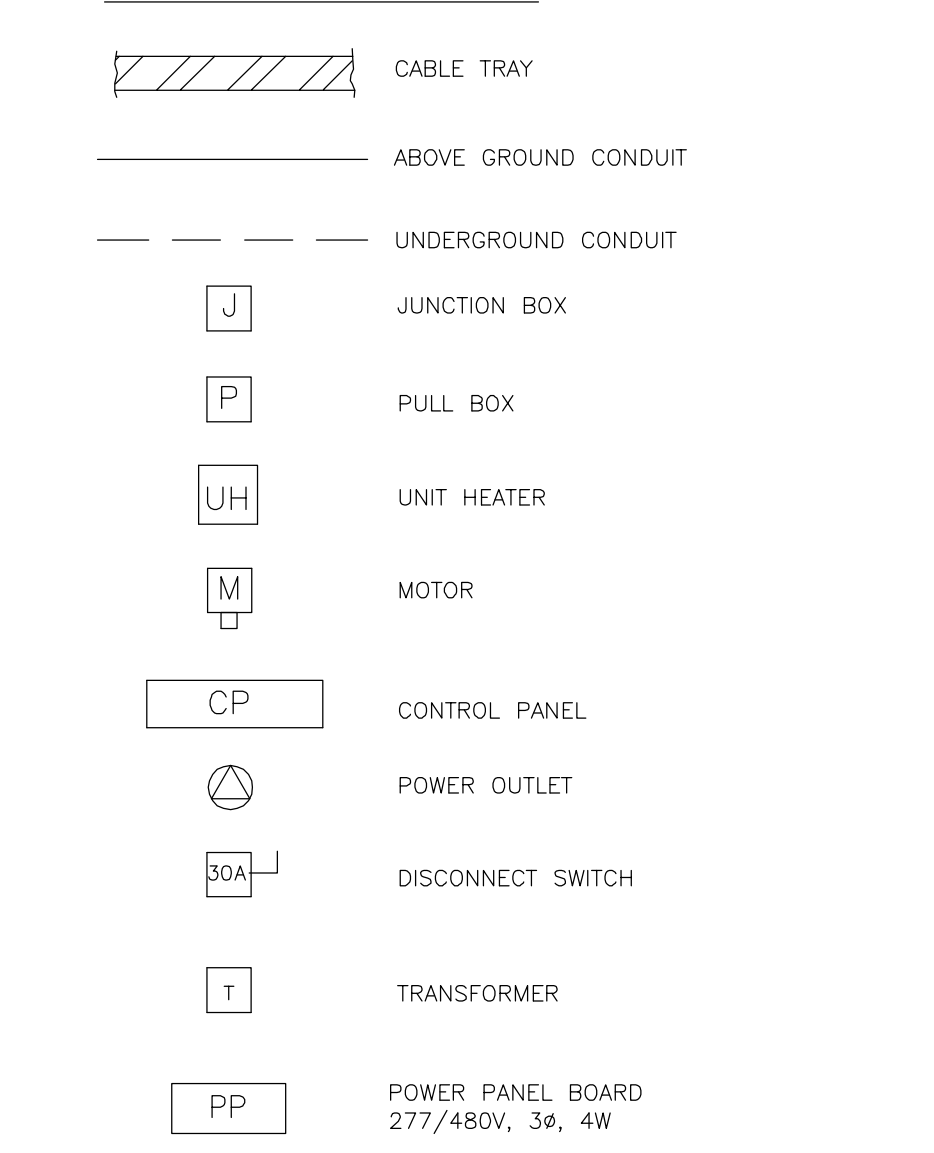 CABLE TRAY
ABOVE GROUND CONDUIT
UNDERGROUND CONDUIT
J JUNCTION BOX
P PULL BOX
UH UNIT HEATER
M MOTOR
CP CONTROL PANEL
POWER OUTLET
30A DISCONNECT SWITCH
T TRANSFORMER
PP POWER PANEL BOARD
277/480V, 3ø, 4W